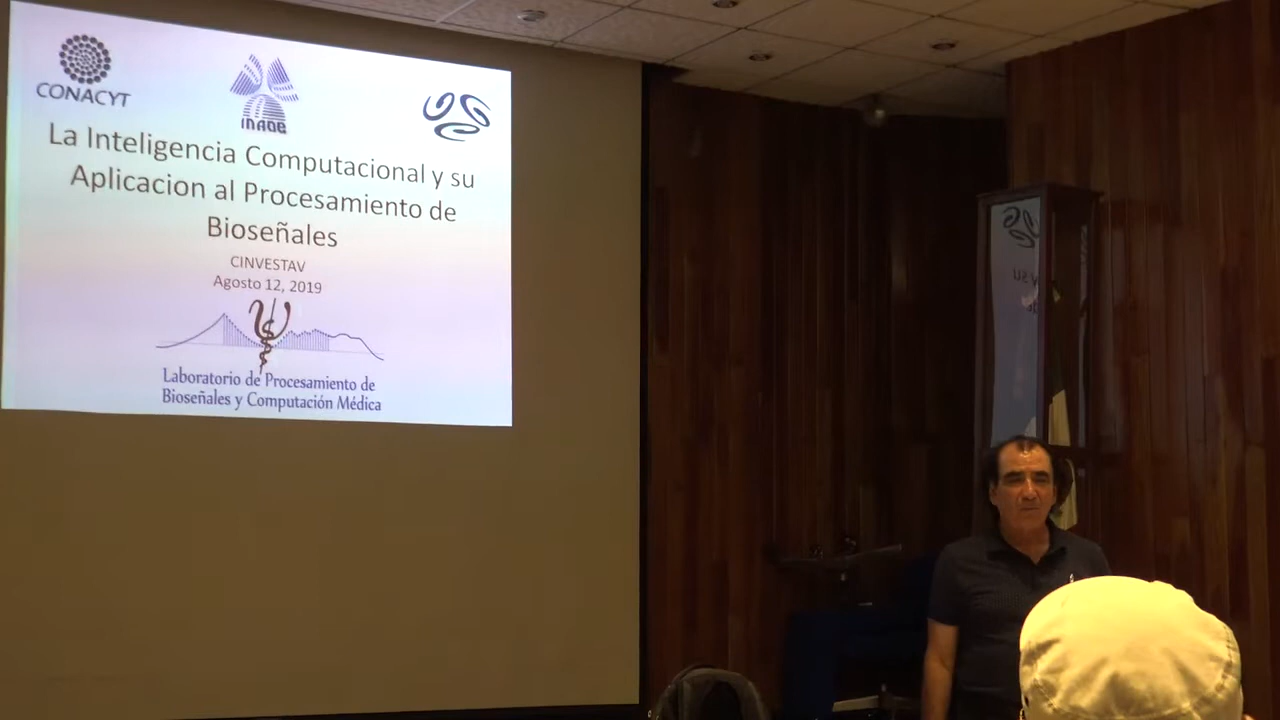 CONACYT
INAOE
La Inteligencia Computacional y su
Aplicacion al Procesamiento de
Bioseñales
CINVESTAV
Agosto 12, 2019
Laboratorio de Procesamiento de
Bioseñales y Computación Médica